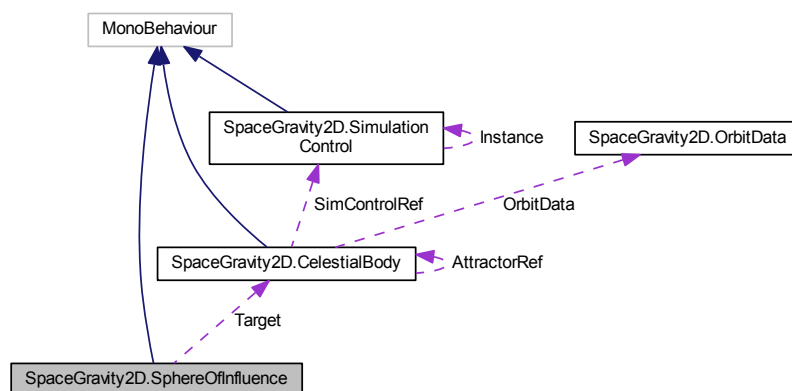 MonoBehaviour
SpaceGravity2D.Simulation
Control
Instance
SpaceGravity2D.OrbitData
SimControlRef
OrbitData
SpaceGravity2D.CelestialBody
AttractorRef
Target
SpaceGravity2D.SphereOfInfluence